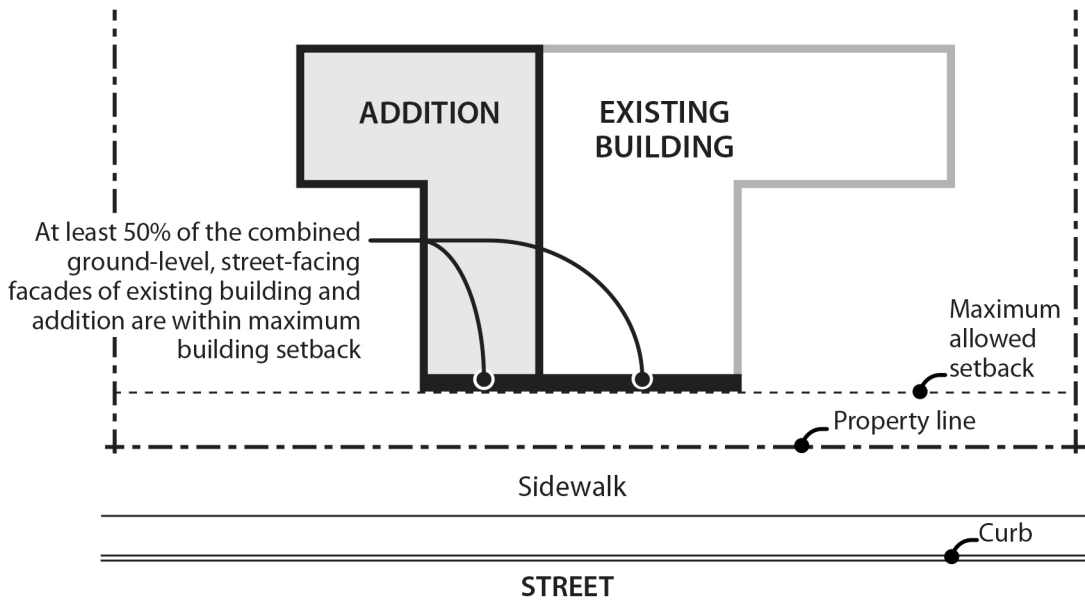 ADDITION
EXISTING
BUILDING
At least 50% of the combined
ground-level, street-facing
facades of existing building and
addition are within maximum
building setback
Maximum
allowed
setback
Property line
Sidewalk
Curb
STREET